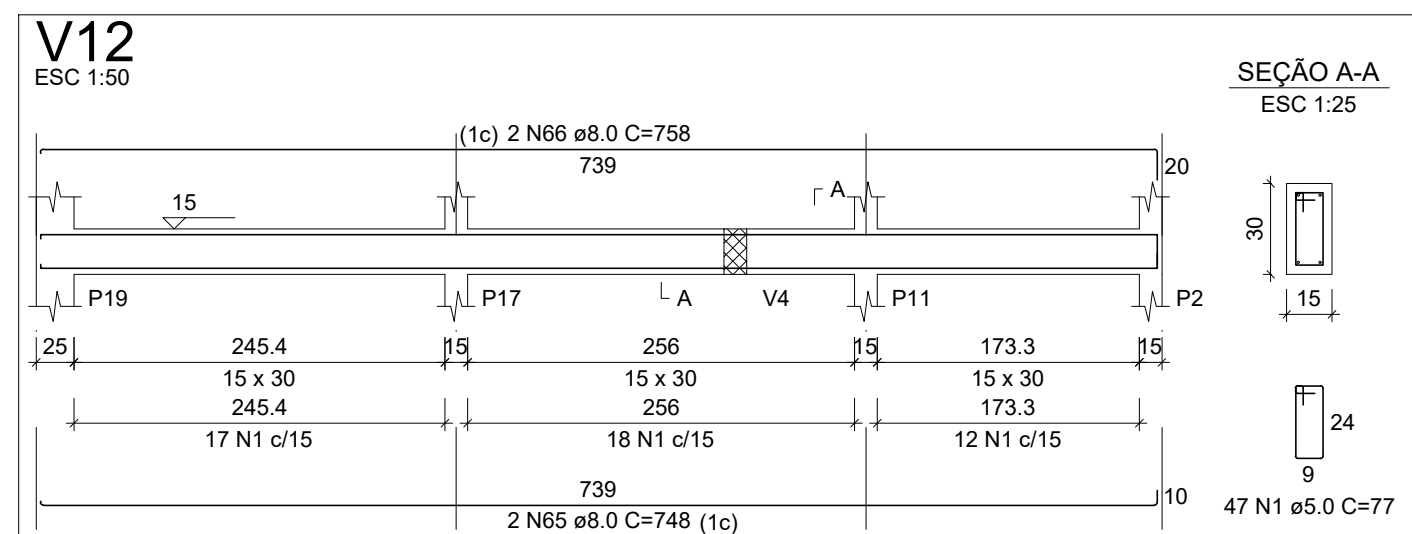 V12
ESC 1:50
SEÇÃO A-A
ESC 1:25
(1c) 2 N66 ø8.0 C=758
739
20
15
A
30
15
A
P19
P17
V4
P11
P2
25
245.4
15
256
15
173.3
15
15 x 30
15 x 30
15 x 30
245.4
256
173.3
17 N1 c/15
18 N1 c/15
12 N1 c/15
24
9
47 N1 ø5.0 C=77
739
10
2 N65 ø8.0 C=748 (1c)